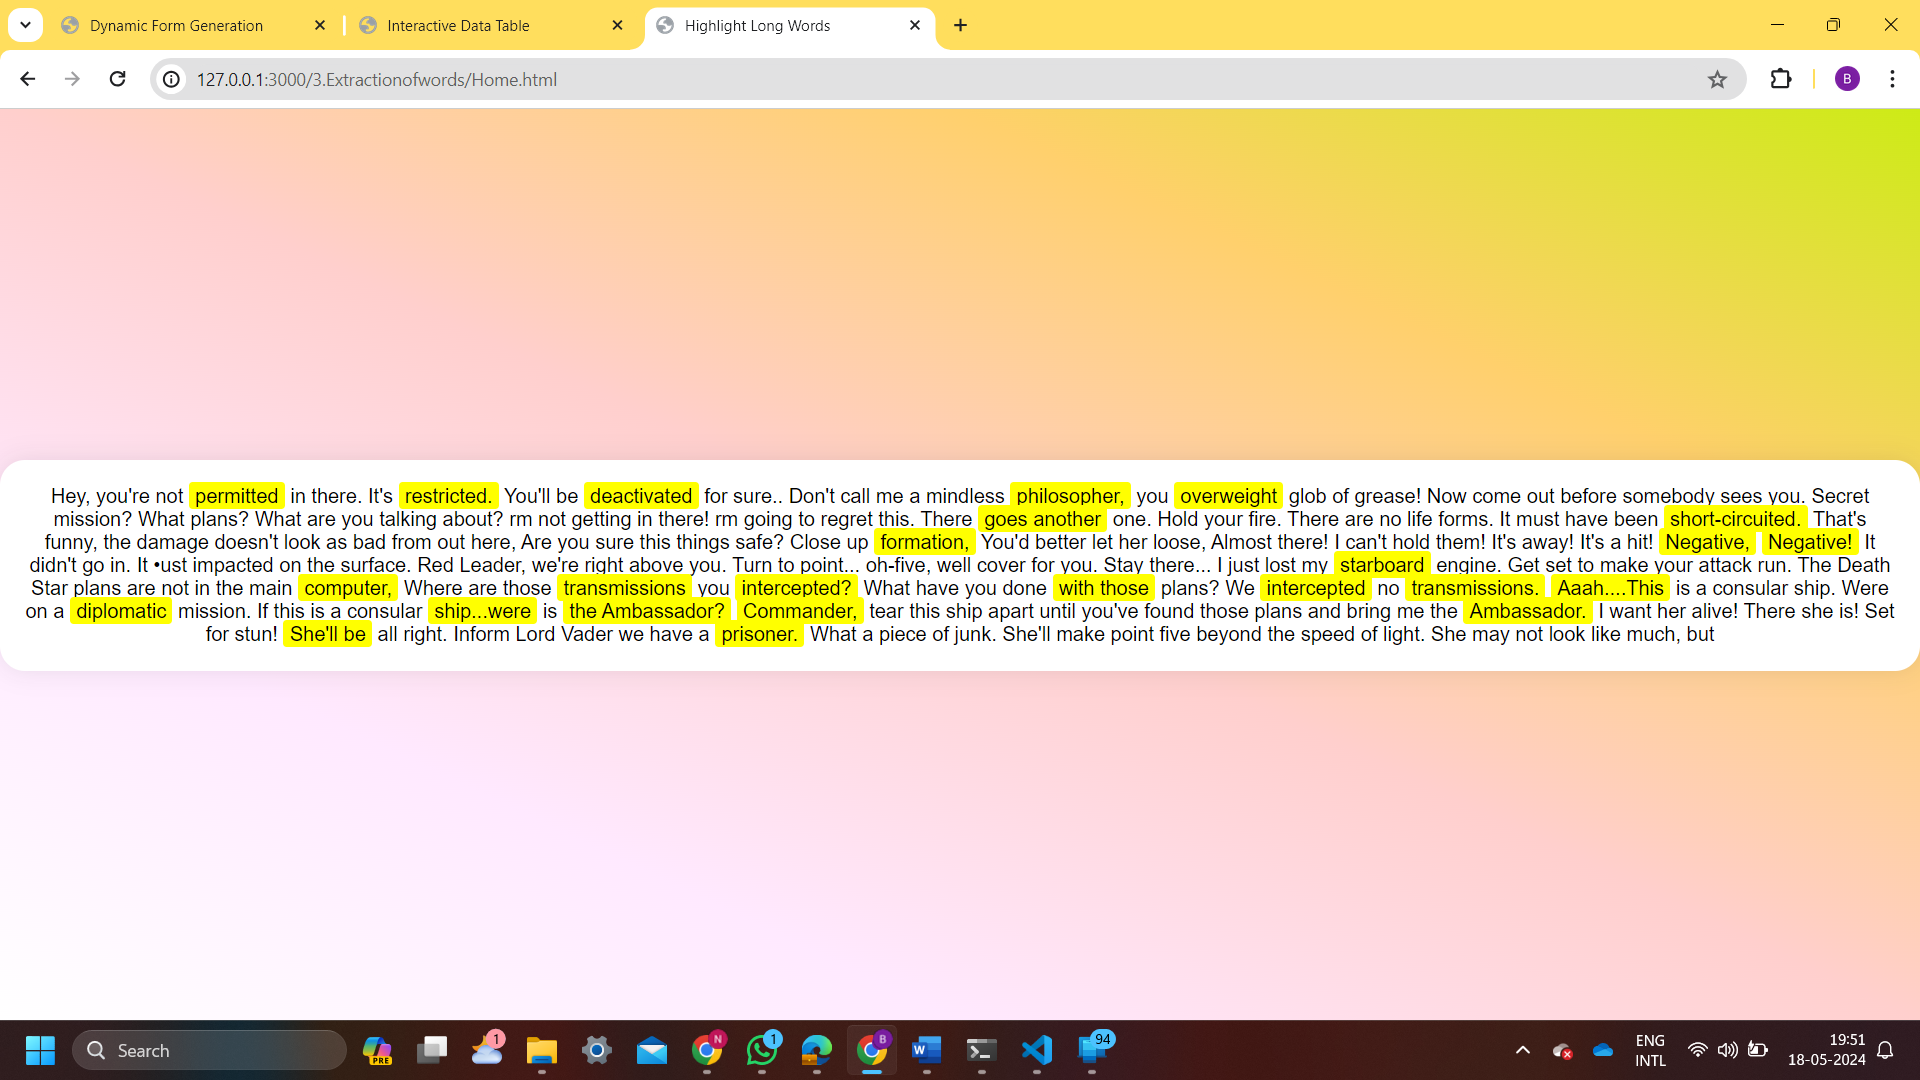 Dynamic Form Generation
Interactive Data Table
Highlight Long Words
127.0.0.1:3000/3.Extractionofwords/Home.html
B
Hey, you're not permitted in there. It's restricted. You'll be deactivated for sure.. Don't call me a mindless philosopher, you overweight glob of grease! Now come out before somebody sees you. Secret
mission? What plans? What are you talking about? rm not getting in there! rm going to regret this. There goes another one. Hold your fire. There are no life forms. It must have been short-circuited. That's
funny, the damage doesn't look as bad from out here, Are you sure this things safe? Close up formation, You'd better let her loose, Almost there! I can't hold them! It's away! It's a hit! Negative, Negative! It
didn't go in. It •ust impacted on the surface. Red Leader, we're right above you. Turn to point... oh-five, well cover for you. Stay there... I just lost my starboard engine. Get set to make your attack run. The Death
Star plans are not in the main computer, Where are those transmissions you intercepted? What have you done with those plans? We intercepted no transmissions. Aaah....This is a consular ship. Were
on a diplomatic mission. If this is a consular ship...were is the Ambassador? Commander, tear this ship apart until you've found those plans and bring me the Ambassador. I want her alive! There she is! Set
for stun! She'll be all right. Inform Lord Vader we have a prisoner. What a piece of junk. She'll make point five beyond the speed of light. She may not look like much, but
Search
PRE
1
N
1
B
W
94
ENG
INTL
19:51
18-05-2024